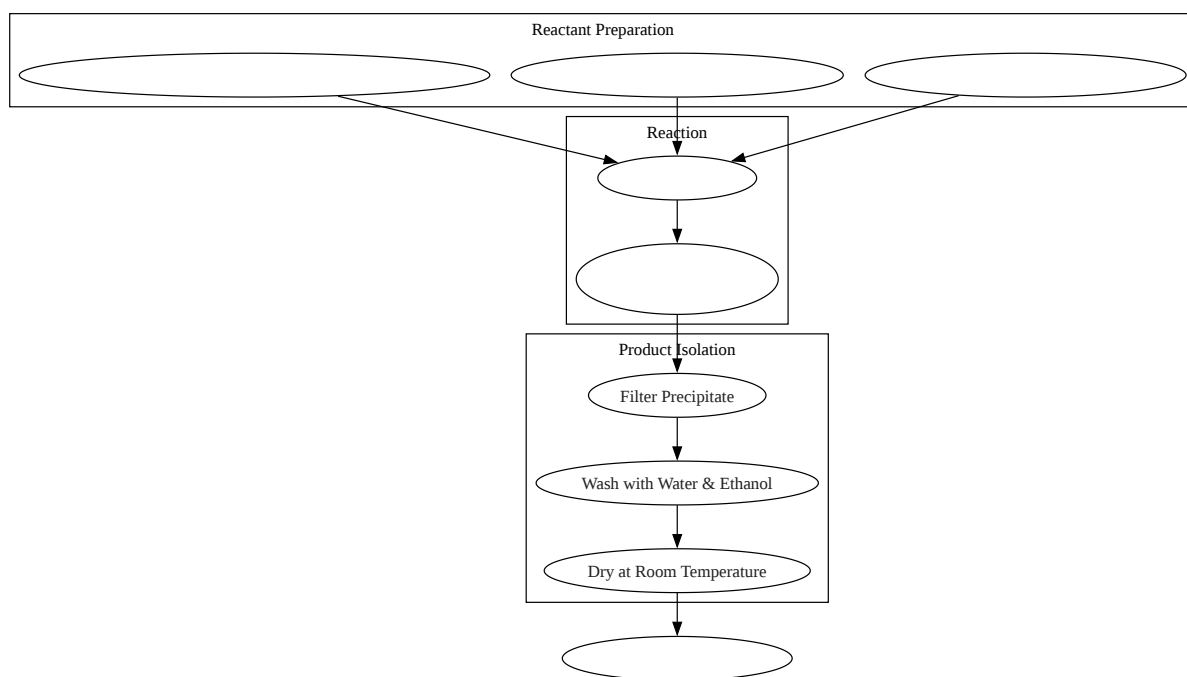 Reactant Preparation
Reaction
Product Isolation
Filter Precipitate
Wash with Water & Ethanol
Dry at Room Temperature